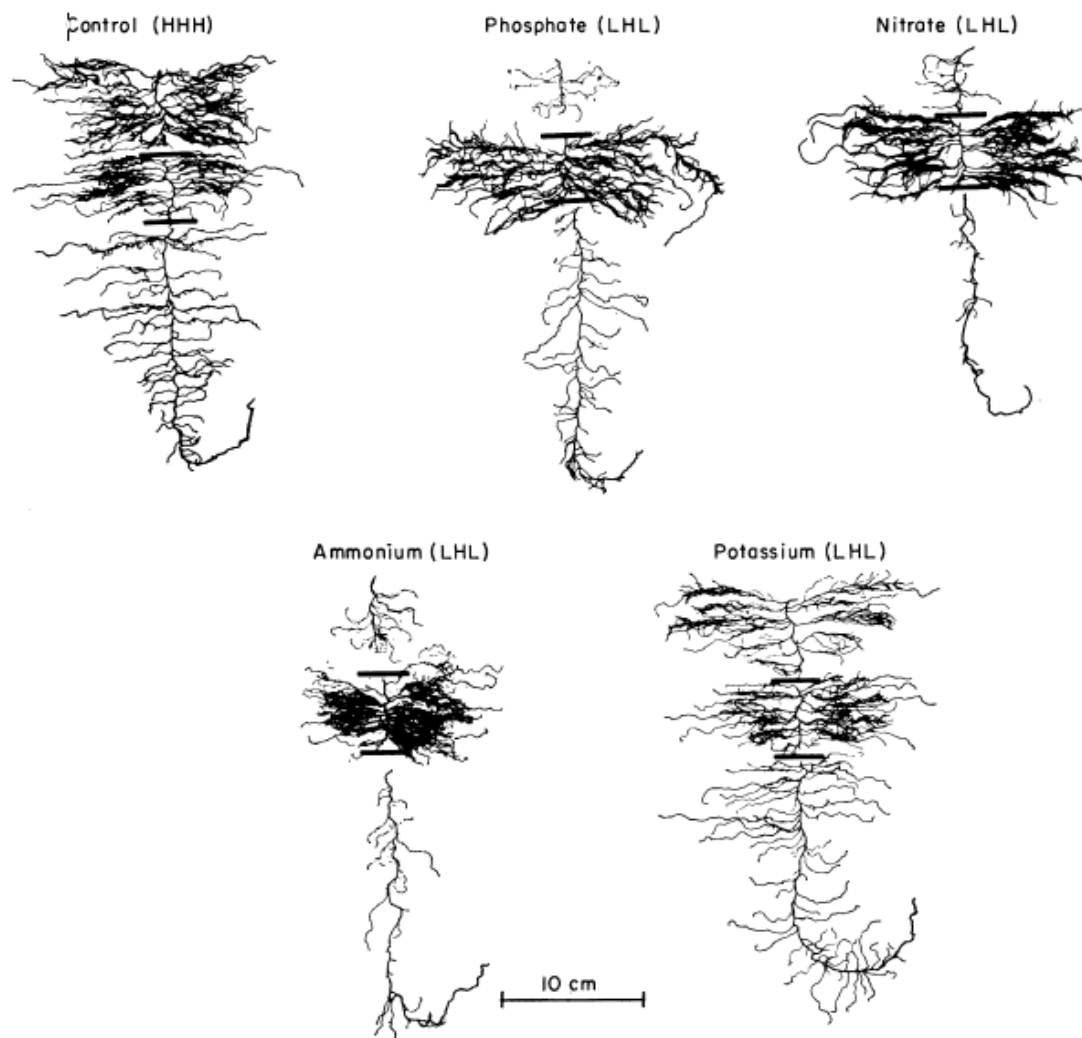 Control (HHH)
Phosphate (LHL)
Nitrate (LHL)
Ammonium (LHL)
Potassium (LHL)
10 cm